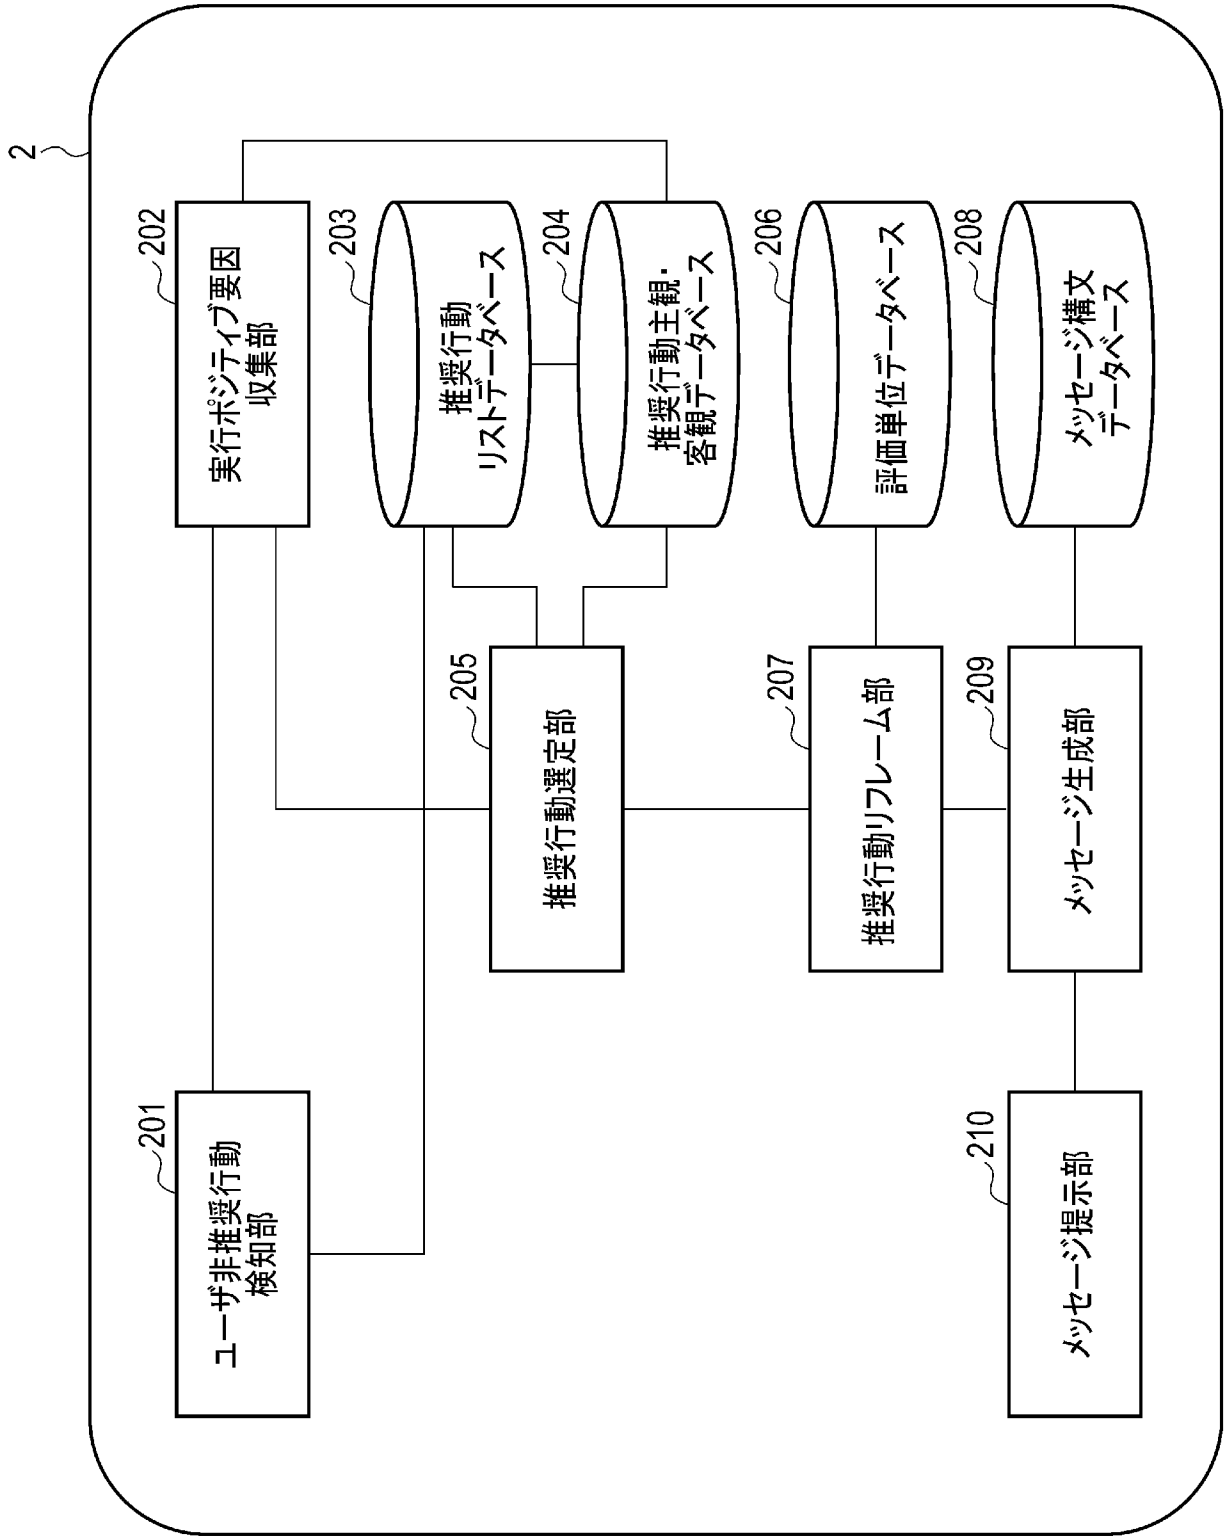 2
201
ユーザ非推奨行動
検知部
202
実行ポジティブ要因
収集部
203
推奨行動
リストデータベース
204
推奨行動主観・
客観データベース
205
推奨行動選定部
206
評価単位データベース
207
推奨行動リフレーム部
208
メッセージ構文
データベース
209
メッセージ生成部
210
メッセージ提示部